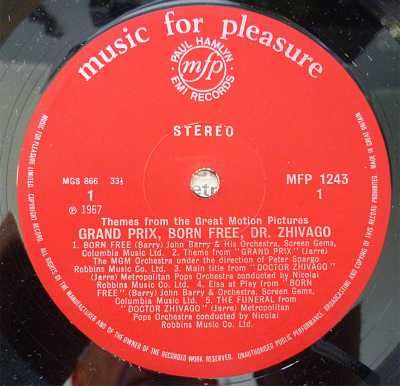 music for pleasure
PAUL HAMLYN
mfp
EMI RECORDS
STEREO
MGS 866 33⅓
MFP 1243
1
1
℗ 1967
Themes from the Great Motion Pictures
GRAND PRIX, BORN FREE, DR. ZHIVAGO
1. BORN FREE (Barry) John Barry & His Orchestra, Screen Gems,
Columbia Music Ltd. 2. Theme from "GRAND PRIX" (Jarre)
The MGM Orchestra under the direction of Peter Spargo
Robbins Music Co. Ltd. 3. Main title from "DOCTOR ZHIVAGO"
(Jarre) Metropolitan Pops Orchestra conducted by Nicolai
Robbins Music Co. Ltd. 4. Elsa at Play from "BORN
FREE" (Barry) John Barry & Orchestra, Screen Gems,
Columbia Music Ltd. 5. THE FUNERAL from
"DOCTOR ZHIVAGO" (Jarre) Metropolitan
Pops Orchestra conducted by Nicolai
Robbins Music Co. Ltd.
MUSIC FOR PLEASURE LIMITED. ALL RIGHTS OF THE MANUFACTURER AND OF THE OWNER OF THE RECORDED WORK RESERVED. UNAUTHORISED PUBLIC PERFORMANCE, BROADCASTING AND COPYING OF THIS RECORD PROHIBITED.
MADE IN GREAT BRITAIN